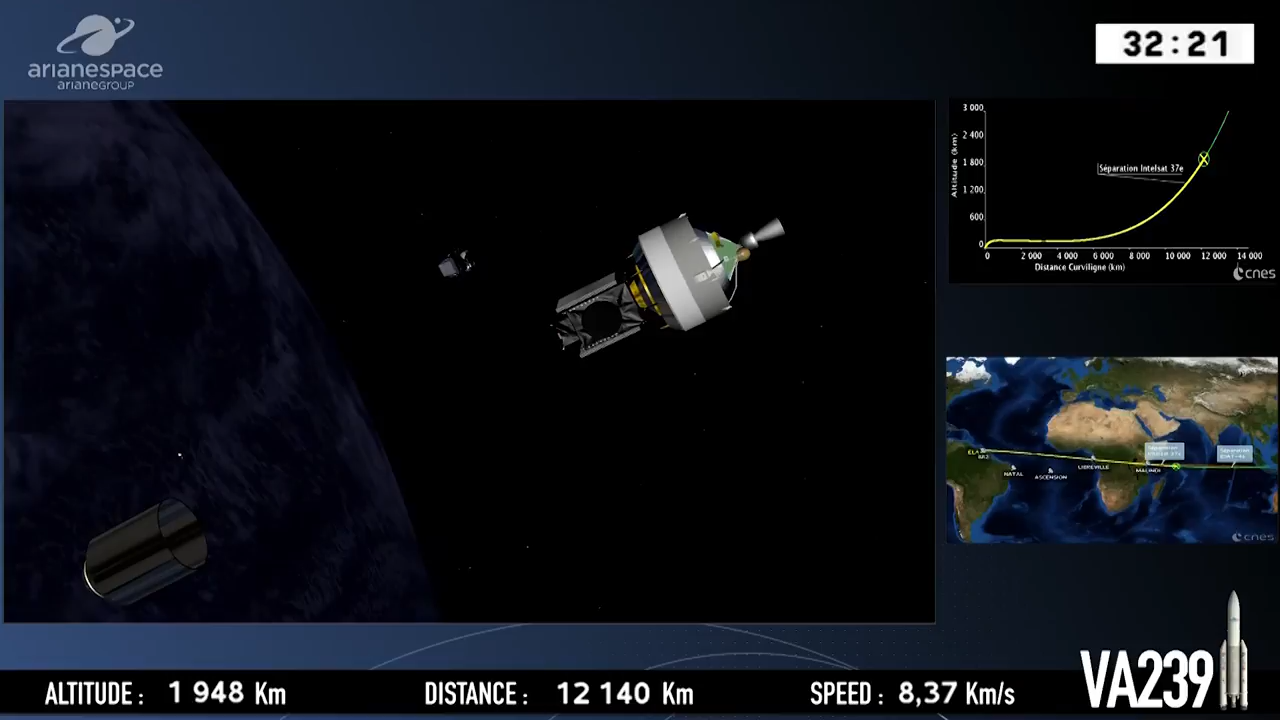 arianespace
arianegroup
32:21
3 000
2 400
1 800
1 200
600
0
Altitude (km)
Séparation Intelsat 37e
0 2 000 4 000 6 000 8 000 10 000 12 000 14 000
Distance Curviligne (km)
cnes
Séparation
NATAL
ASCENSION
LIBREVILLE
MALINDI
Séparation
cnes
VA239
ALTITUDE : 1 948 Km
DISTANCE : 12 140 Km
SPEED : 8,37 Km/s